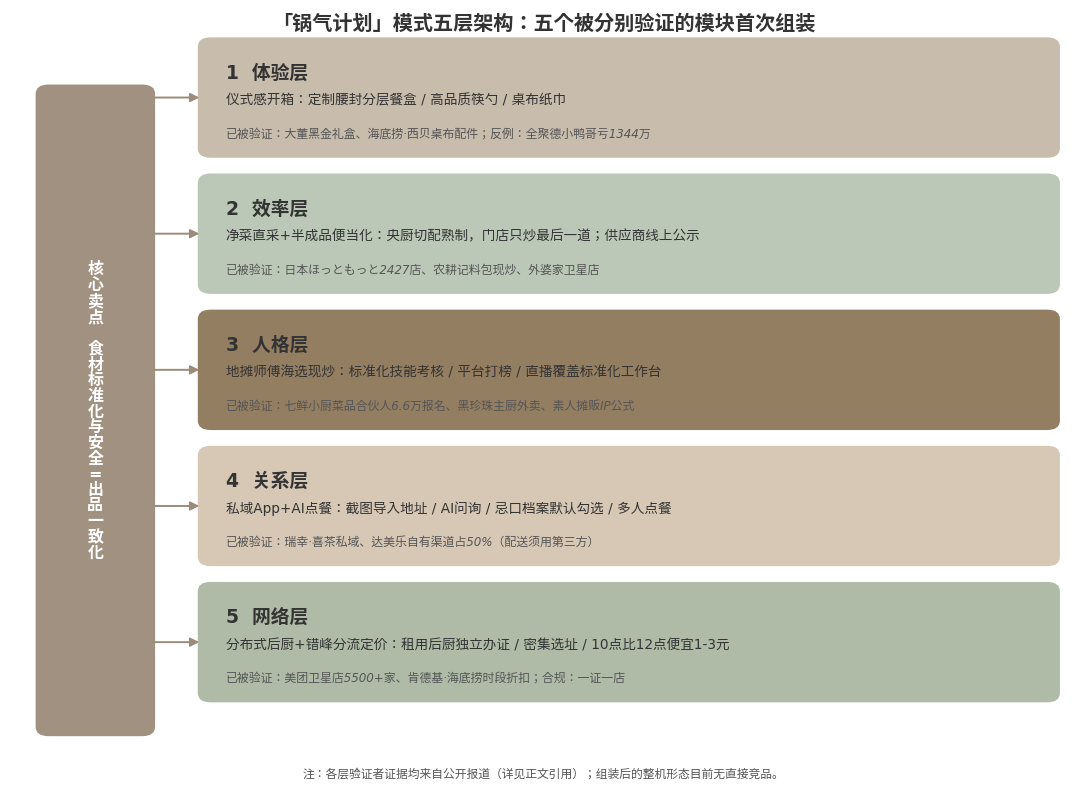 「锅气计划」模式五层架构：五个被分别验证的模块首次组装
核心卖点 食材标准化与安全=出品一致化
1 体验层
仪式感开箱：定制腰封分层餐盒 / 高品质筷勺 / 桌布纸巾
已被验证：大董黑金礼盒、海底捞·西贝桌布配件；反例：全聚德小鸭哥亏1344万
2 效率层
净菜直采+半成品便当化：央厨切配熟制，门店只炒最后一道；供应商线上公示
已被验证：日本ほっともっと2427店、农耕记料包现炒、外婆家卫星店
3 人格层
地摊师傅海选现炒：标准化技能考核 / 平台打榜 / 直播覆盖标准化工作台
已被验证：七鲜小厨菜品合伙人6.6万报名、黑珍珠主厨外卖、素人摊贩IP公式
4 关系层
私域App+AI点餐：截图导入地址 / AI问询 / 忌口档案默认勾选 / 多人点餐
已被验证：瑞幸·喜茶私域、达美乐自有渠道占50%（配送须用第三方）
5 网络层
分布式后厨+错峰分流定价：租用后厨独立办证 / 密集选址 / 10点比12点便宜1-3元
已被验证：美团卫星店5500+家、肯德基·海底捞时段折扣；合规：一证一店
注：各层验证者证据均来自公开报道（详见正文引用）；组装后的整机形态目前无直接竞品。